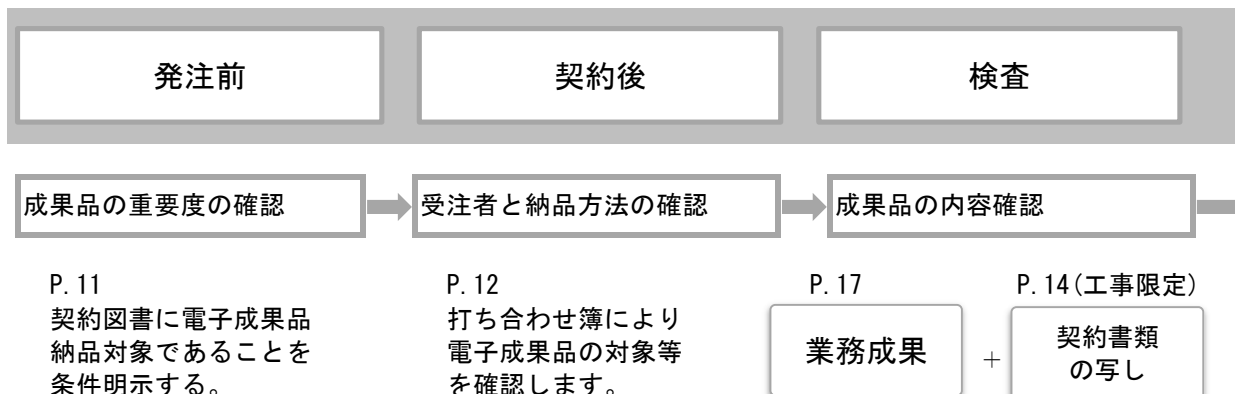 発注前
契約後
検査
成果品の重要度の確認
受注者と納品方法の確認
成果品の内容確認
P.11
契約図書に電子成果品
納品対象であることを
条件明示する。
P.12
打ち合わせ簿により
電子成果品の対象等
を確認します。
P.17
業務成果
+
P.14(工事限定)
契約書類
の写し